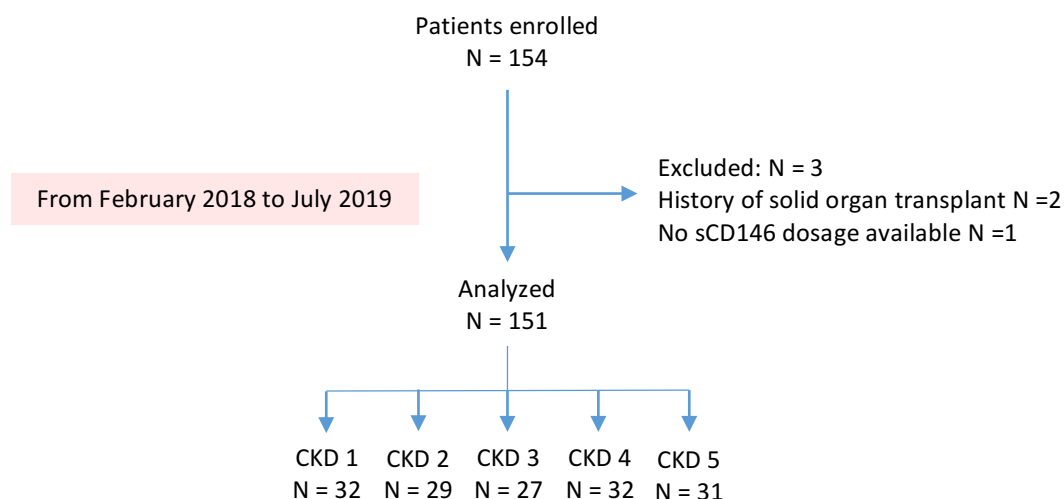 Patients enrolled
N = 154
From February 2018 to July 2019
Excluded: N = 3
History of solid organ transplant N =2
No sCD146 dosage available N =1
Analyzed
N = 151
CKD 1 CKD 2 CKD 3 CKD 4 CKD 5
N = 32 N = 29 N = 27 N = 32 N = 31